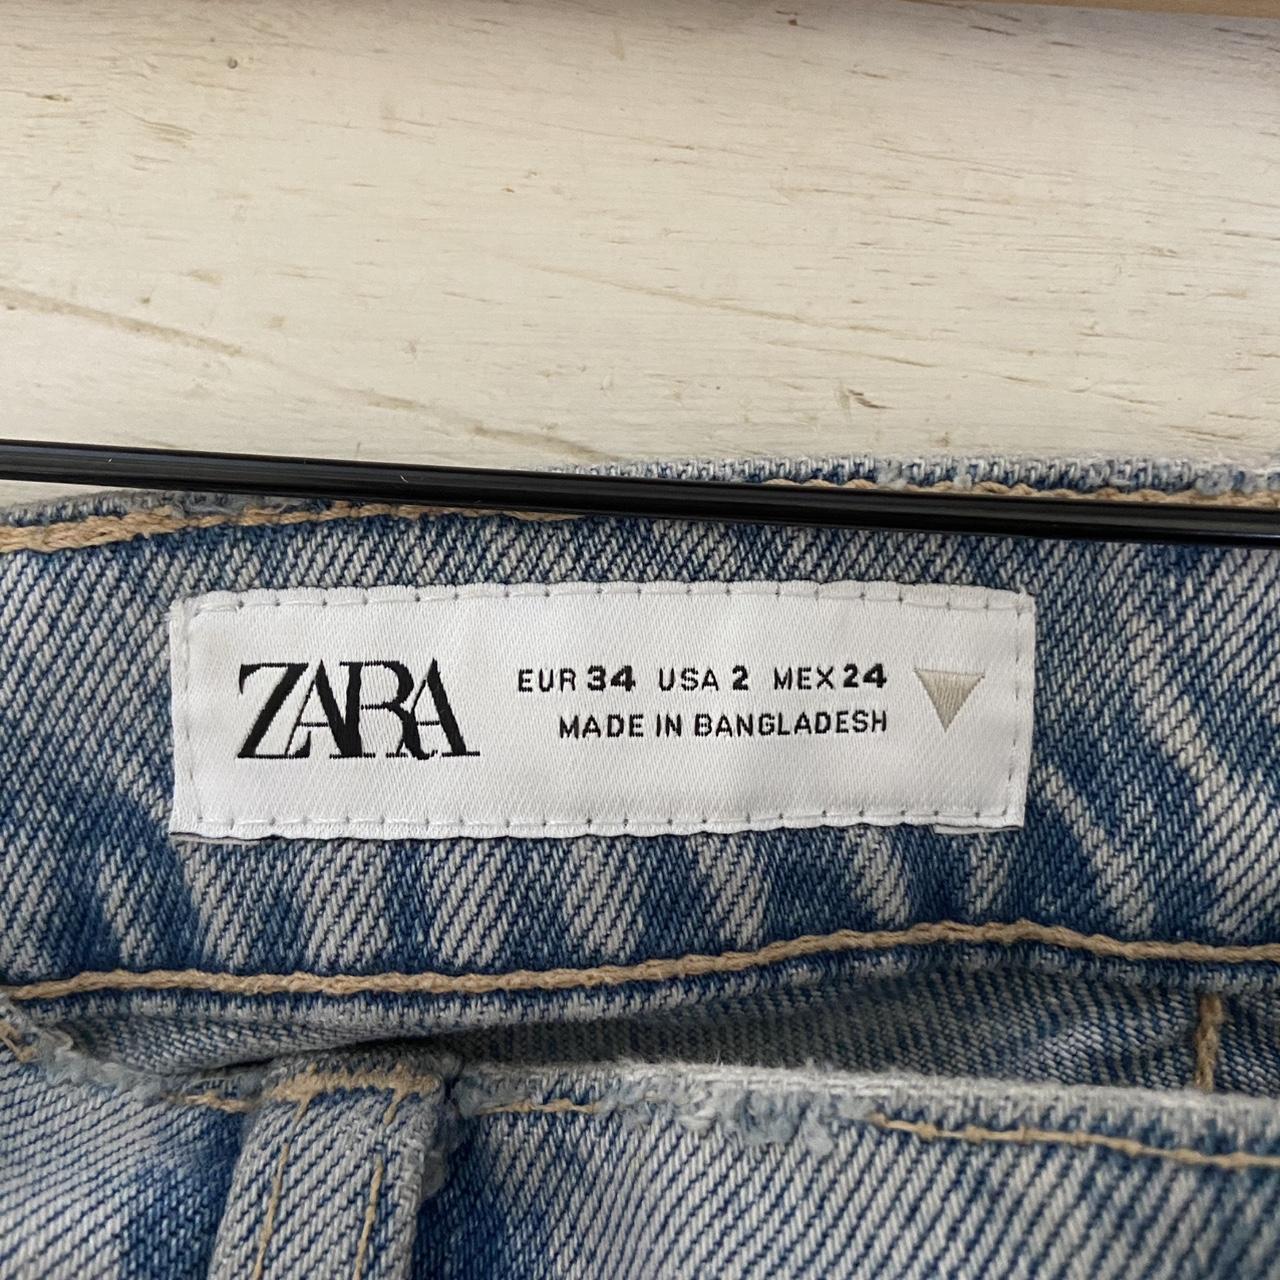 ZARA
EUR 34 USA 2 MEX 24
MADE IN BANGLADESH